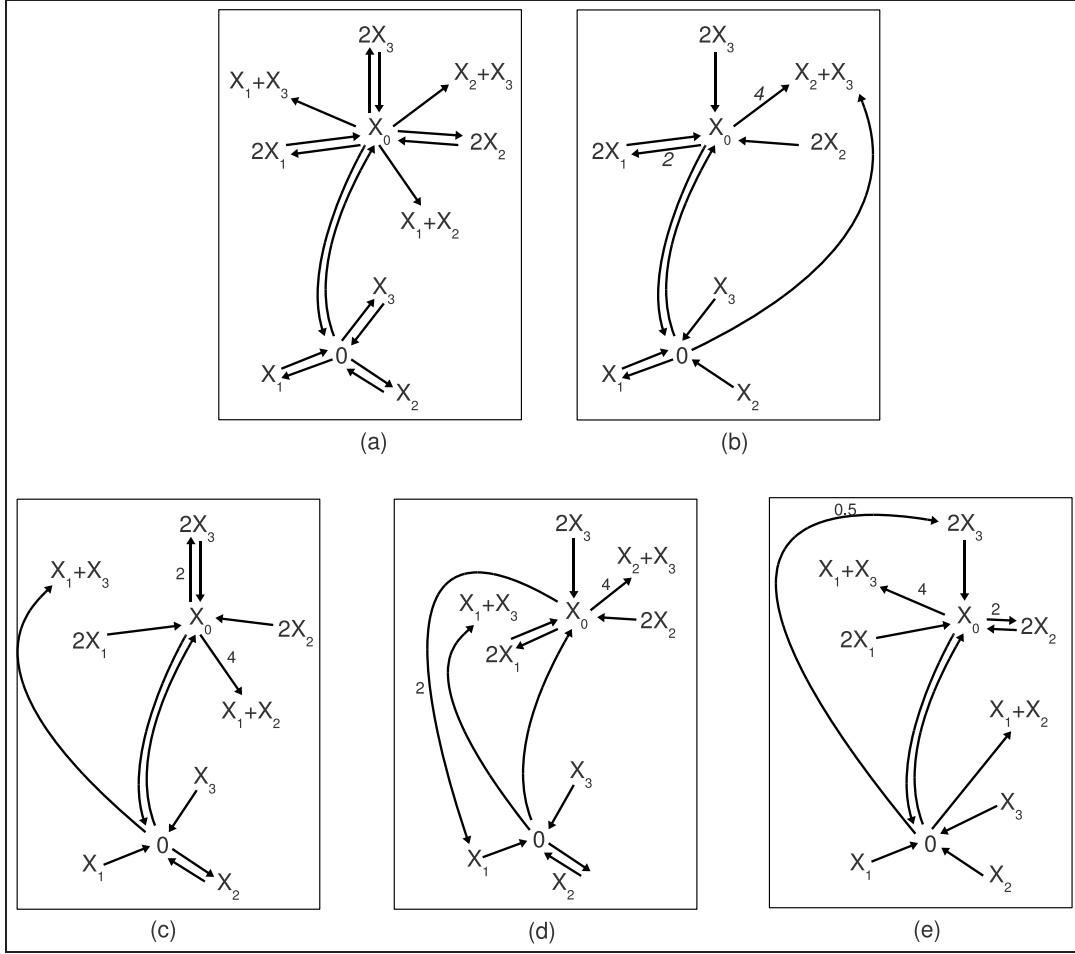 2X₃
X₁+X₃
X₂+X₃
X₀
2X₁
2X₂
X₁+X₂
X₃
0
X₁
X₂
(a)
2X₃
X₂+X₃
4
X₀
2X₁
2
2X₂
X₃
0
X₁
X₂
(b)
2X₃
X₁+X₃
2
X₀
2X₁
2X₂
4
X₁+X₂
X₃
0
X₁
X₂
(c)
2X₃
X₂+X₃
4
X₁+X₃
X₀
2X₂
2X₁
2
X₃
0
X₁
X₂
(d)
0.5
2X₃
X₁+X₃
4
X₀
2
2X₁
2X₂
X₁+X₂
X₃
0
X₁
X₂
(e)